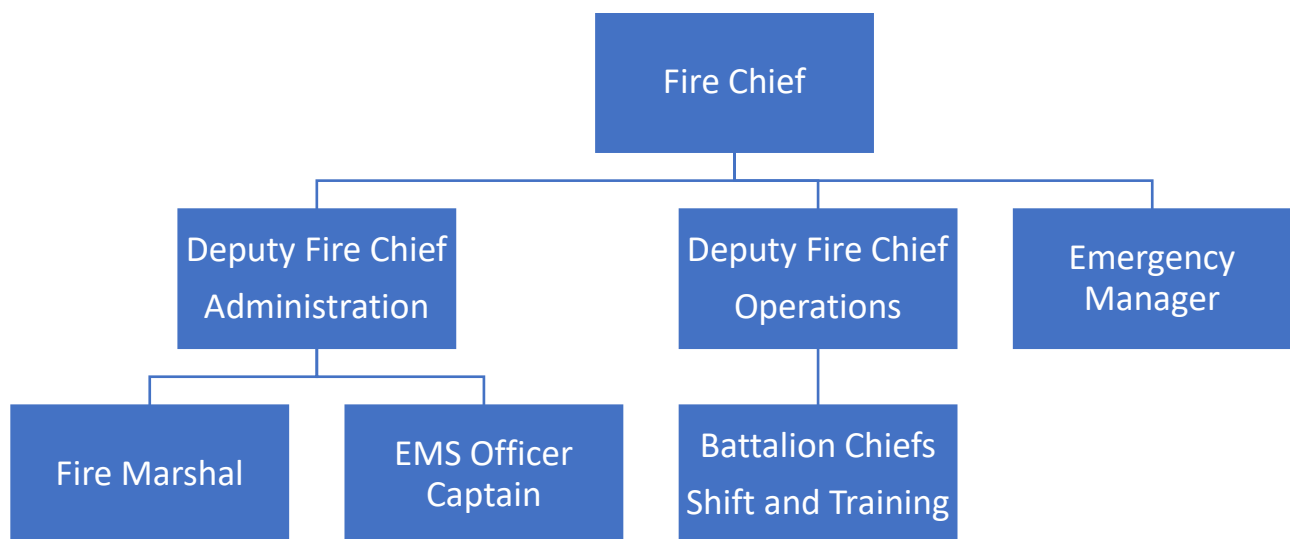 Fire Chief
Deputy Fire Chief
Administration
Deputy Fire Chief
Operations
Emergency
Manager
Fire Marshal
EMS Officer
Captain
Battalion Chiefs
Shift and Training